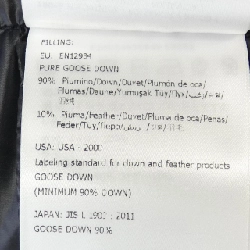 FILLING:
EU: EN12934
PURE GOOSE DOWN
90% Piumino/Down/Duvet/Plumón de oca/
Plumas/Daune/Yumuşak Tüy/
10% Piuma/Feather/Duvet/Pluma de oca/Penas/
Feder/Tüy/
USA: USA - 2000
Labeling standard for down and feather products
GOOSE DOWN
(MINIMUM 90% DOWN)
JAPAN: JIS L 1903 : 2011
GOOSE DOWN 90%